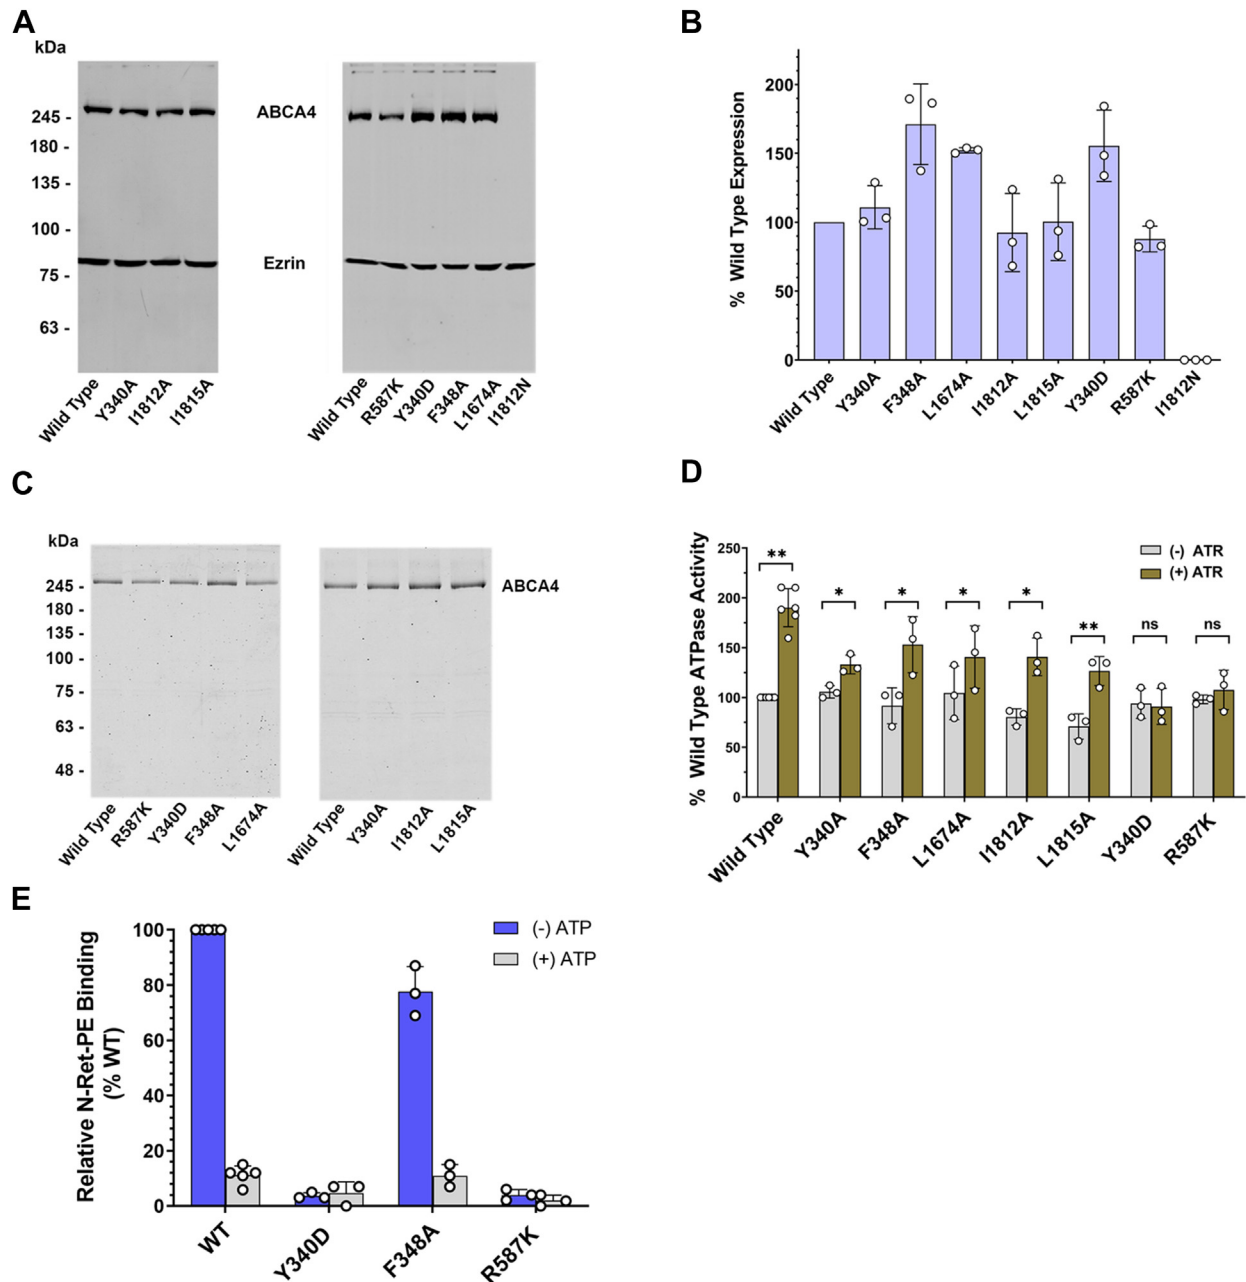 A
kDa
245 -
180 -
135 -
100 -
75 -
63 -
ABCA4
Ezrin
Wild Type
Y340A
I1812A
I1815A
Wild Type
R587K
Y340D
F348A
L1674A
I1812N
B
% Wild Type Expression
200
150
100
50
0
Wild Type
Y340A
F348A
L1674A
I1812A
L1815A
Y340D
R587K
I1812N
C
kDa
245 -
180 -
135 -
100 -
75 -
63 -
48 -
ABCA4
Wild Type
R587K
Y340D
F348A
L1674A
Wild Type
Y340A
I1812A
L1815A
D
% Wild Type ATPase Activity
250
200
150
100
50
0
(-) ATR
(+) ATR
**
*
*
*
*
**
ns
ns
Wild Type
Y340A
F348A
L1674A
I1812A
L1815A
Y340D
R587K
E
Relative N-Ret-PE Binding
(% WT)
100
80
60
40
20
0
(-) ATP
(+) ATP
WT
Y340D
F348A
R587K